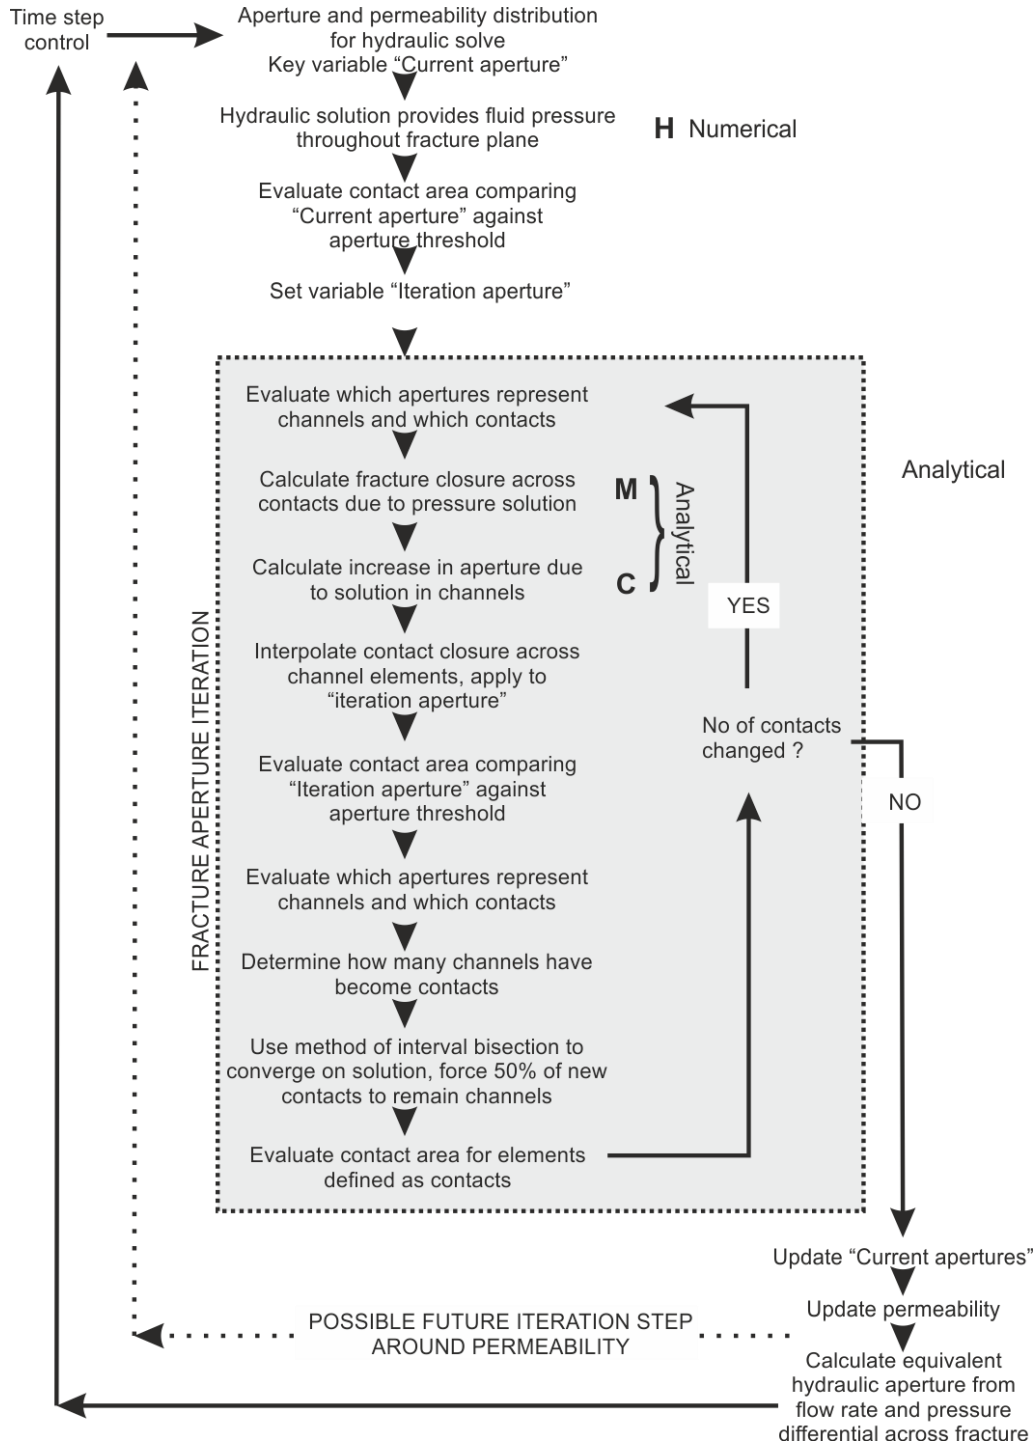 Time step
control
Aperture and permeability distribution
for hydraulic solve
Key variable “Current aperture”
Hydraulic solution provides fluid pressure
throughout fracture plane
H Numerical
Evaluate contact area comparing
“Current aperture” against
aperture threshold
Set variable “Iteration aperture”
FRACTURE APERTURE ITERATION
Evaluate which apertures represent
channels and which contacts
Calculate fracture closure across
contacts due to pressure solution
M
Calculate increase in aperture due
to solution in channels
C
Analytical
Analytical
Interpolate contact closure across
channel elements, apply to
“iteration aperture”
Evaluate contact area comparing
“Iteration aperture” against
aperture threshold
Evaluate which apertures represent
channels and which contacts
Determine how many channels have
become contacts
Use method of interval bisection to
converge on solution, force 50% of new
contacts to remain channels
Evaluate contact area for elements
defined as contacts
No of contacts
changed ?
YES
NO
Update “Current apertures”
Update permeability
Calculate equivalent
hydraulic aperture from
flow rate and pressure
differential across fracture
POSSIBLE FUTURE ITERATION STEP
AROUND PERMEABILITY